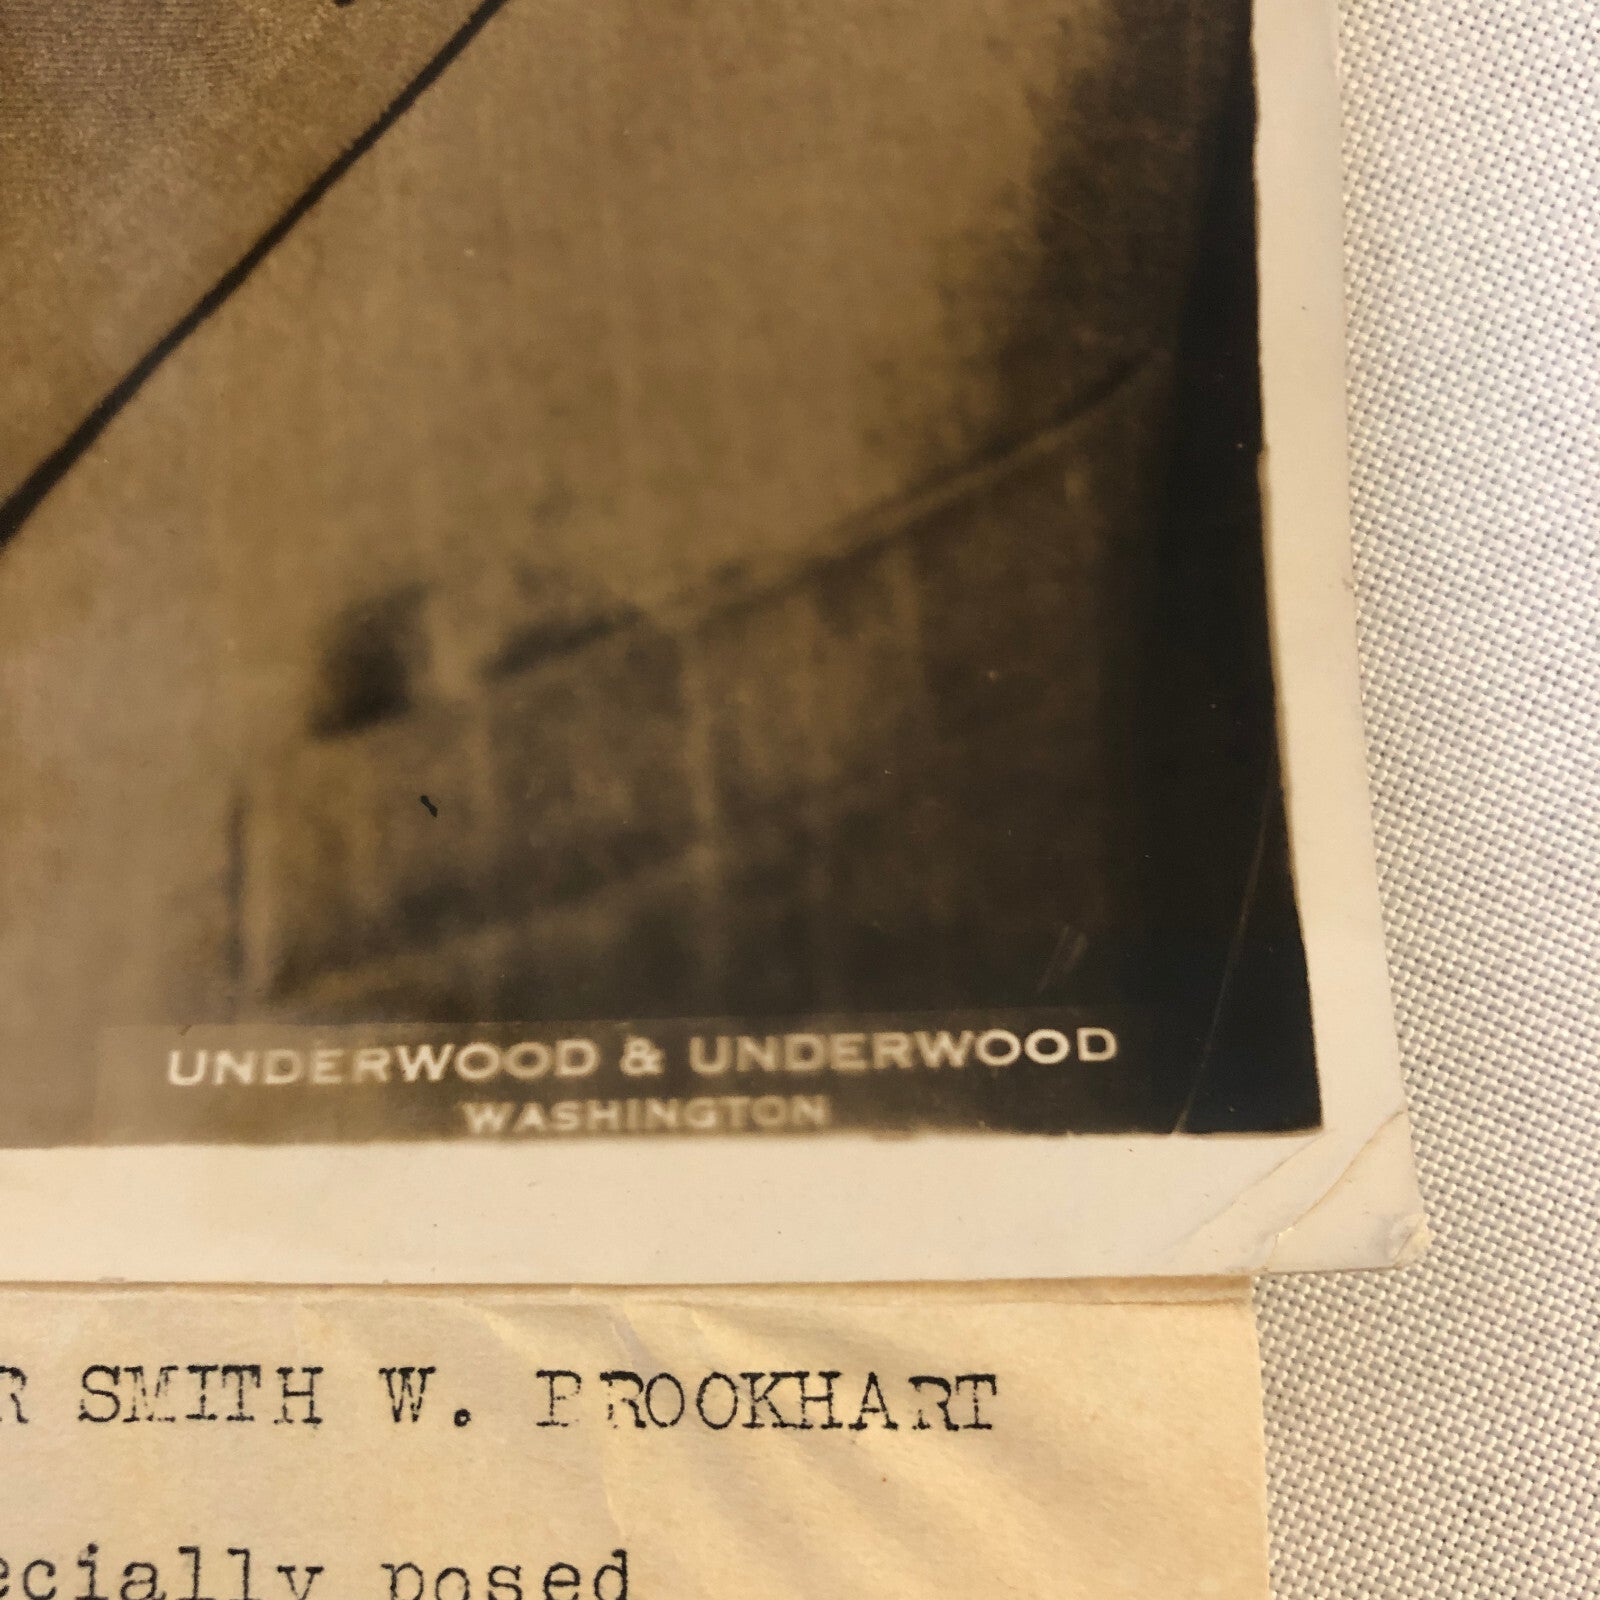 UNDERWOOD & UNDERWOOD
WASHINGTON
R SMITH W. BROOKHART
ecially posed